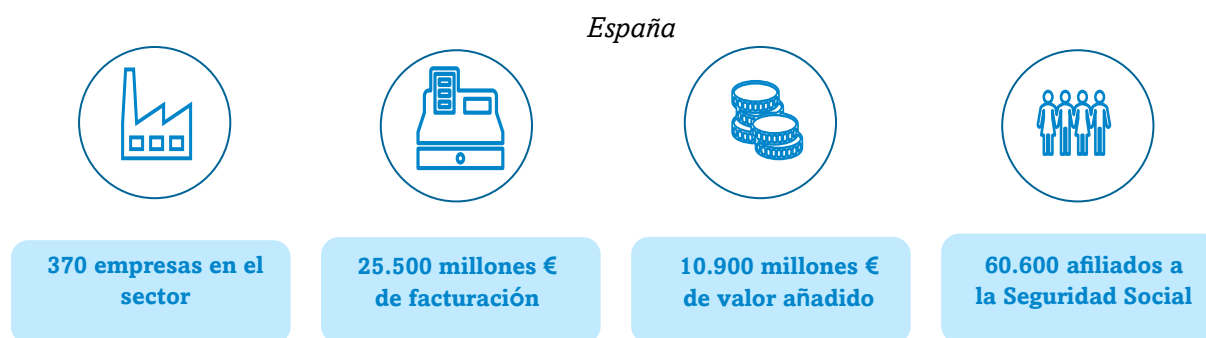 España
370 empresas en el
sector
25.500 millones €
de facturación
10.900 millones €
de valor añadido
60.600 afiliados a
la Seguridad Social